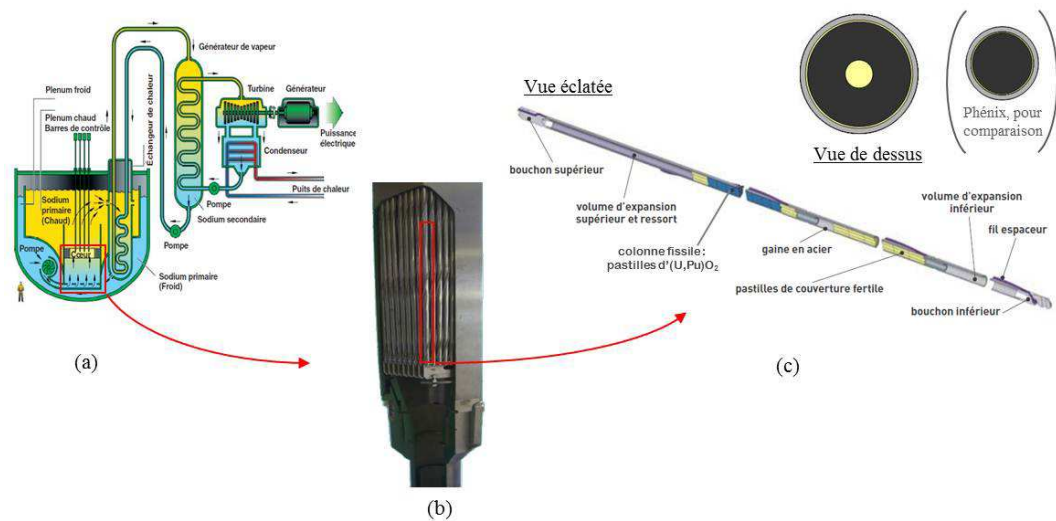 (a)
Générateur de vapeur
Turbine
Générateur
Plenum froid
Plenum chaud
Barres de contrôle
Échangeur de chaleur
Puissance
électrique
Condenseur
Puits de chaleur
Sodium
primaire
(Chaud)
Pompe
Sodium secondaire
Pompe
Pompe
Cœur
Sodium primaire
(Froid)
(a)
(b)
Vue éclatée
Vue de dessus
Phénix, pour
comparaison
bouchon supérieur
volume d'expansion
supérieur et ressort
colonne fissile :
pastilles d'(U,Pu)O₂
gaine en acier
pastilles de couverture fertile
volume d'expansion
inférieur
fil espaceur
bouchon inférieur
(c)